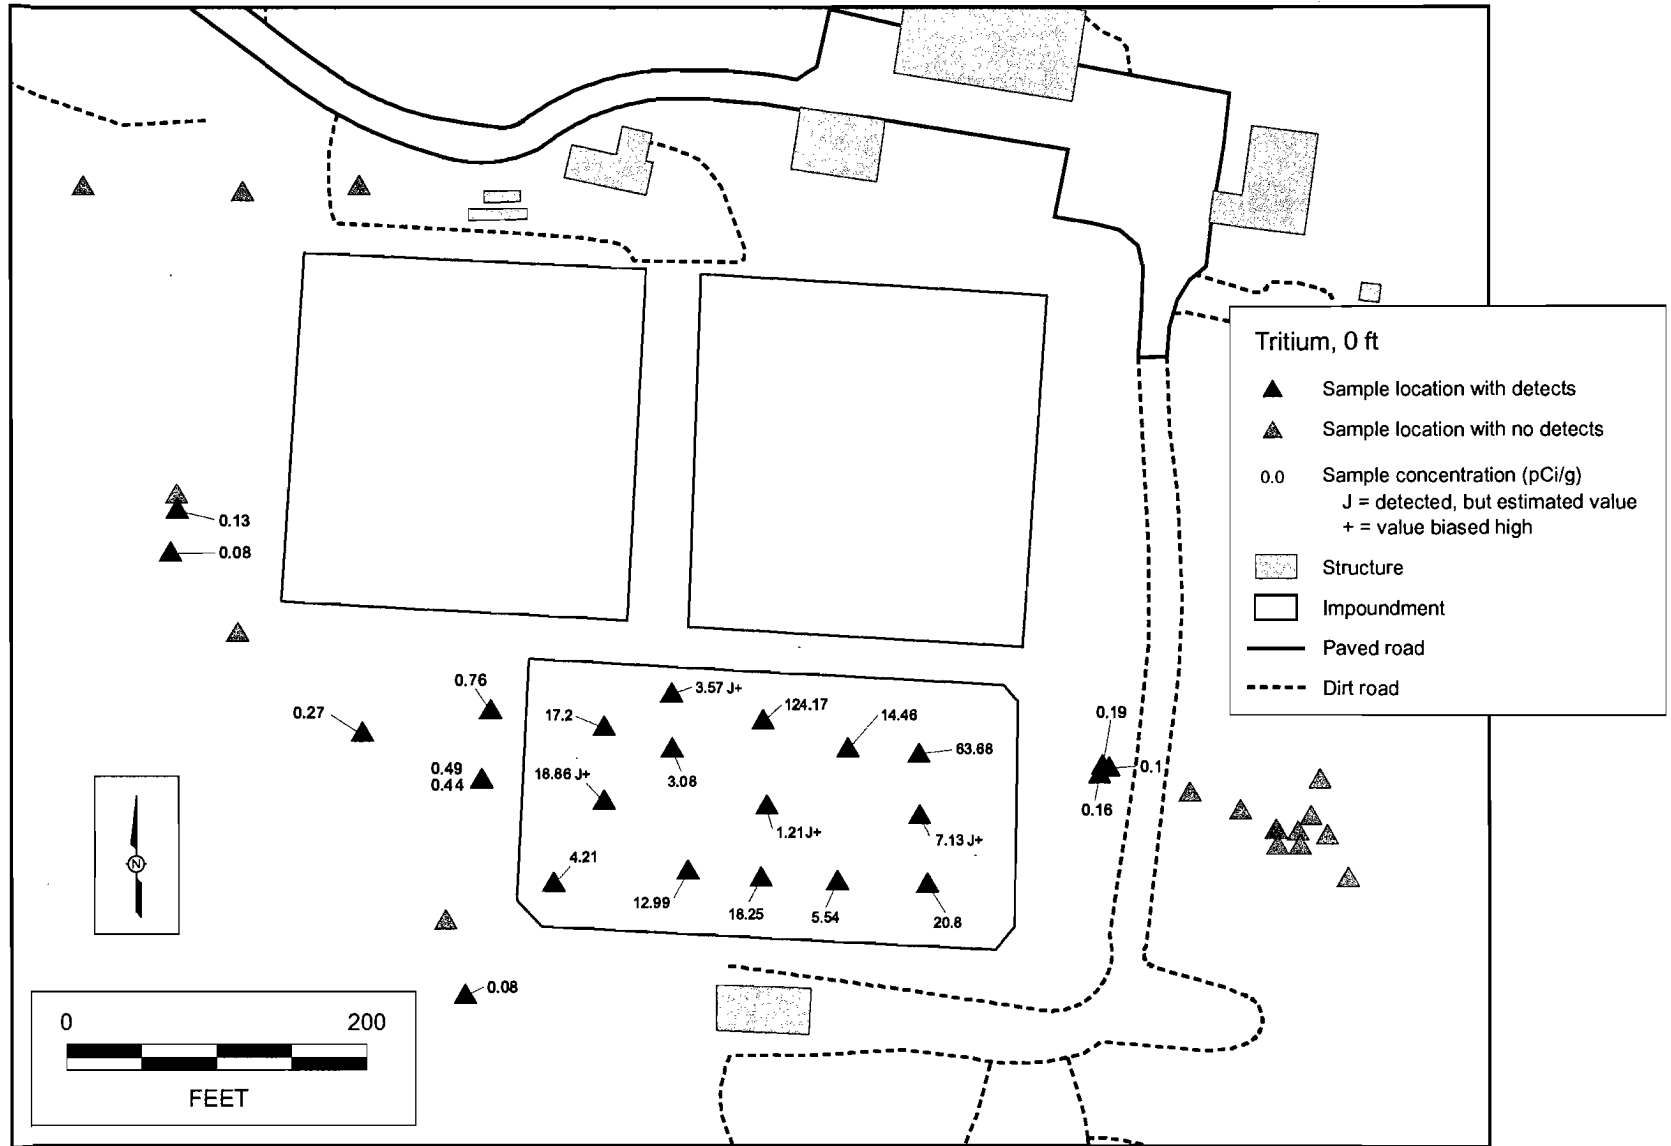 Tritium, 0 ft
Sample location with detects
Sample location with no detects
0.0 Sample concentration (pCi/g)
J = detected, but estimated value
+ = value biased high
Structure
Impoundment
Paved road
Dirt road
0.13
0.08
0.76
0.27
0.49
0.44
3.57 J+
124.17
17.2
14.46
63.68
3.08
18.86 J+
1.21 J+
7.13 J+
4.21
12.99
18.25
5.54
20.8
0.19
0.1
0.16
0.08
N
0 200
FEET